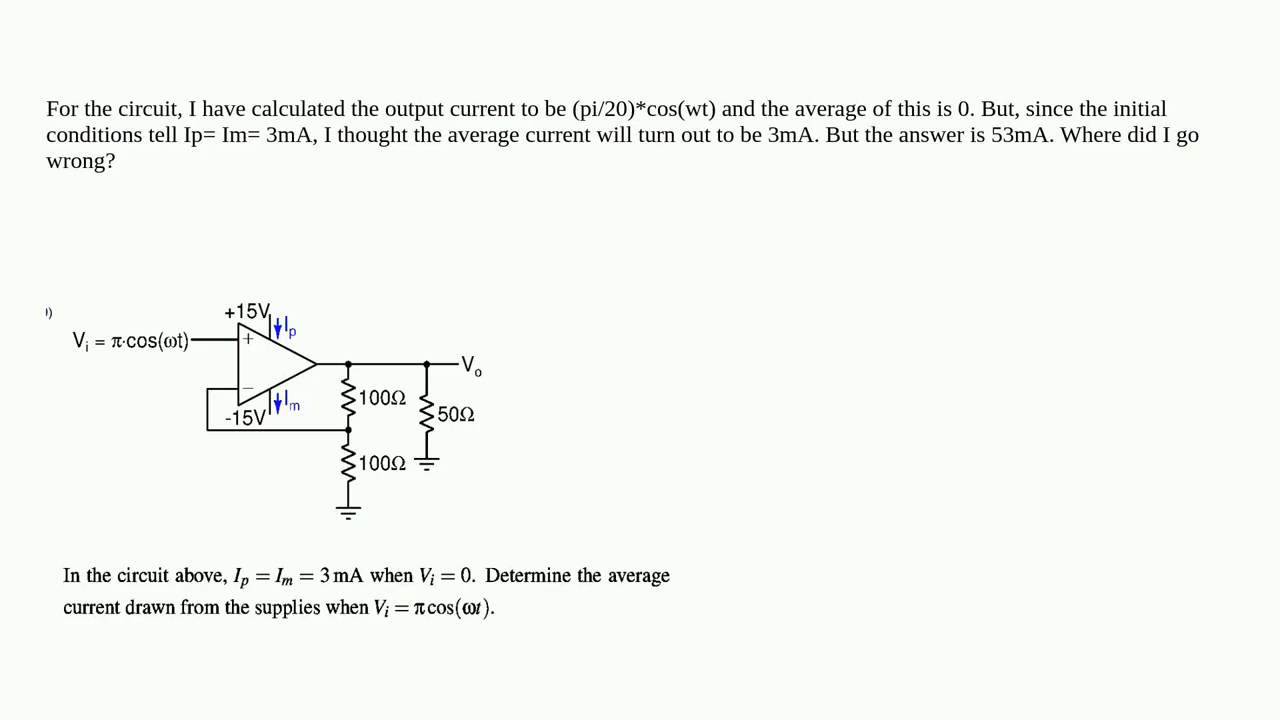 For the circuit, I have calculated the output current to be (pi/20)*cos(wt) and the average of this is 0. But, since the initial
conditions tell Ip= Im= 3mA, I thought the average current will turn out to be 3mA. But the answer is 53mA. Where did I go
wrong?
+15V
Ip
Vi = π·cos(ωt)
+
−
Vo
Im
-15V
100Ω
50Ω
100Ω
In the circuit above, Ip = Im = 3 mA when Vi = 0. Determine the average
current drawn from the supplies when Vi = π cos(ωt).